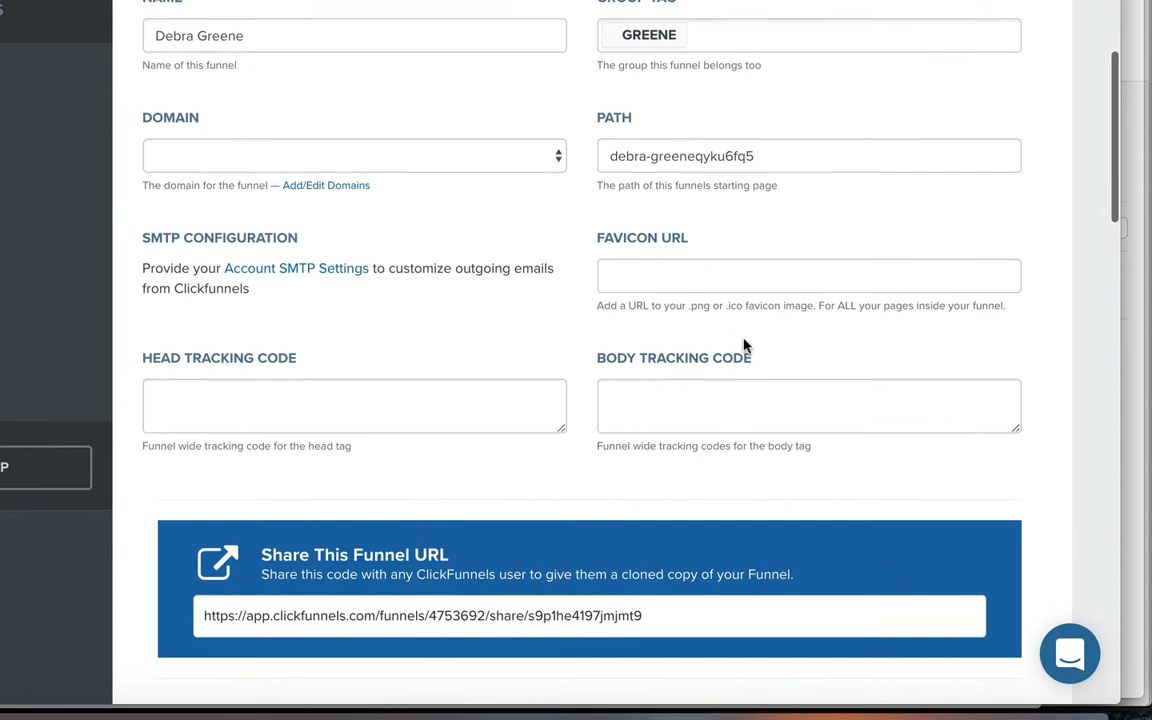 S
NAME
GROUP TAG
Debra Greene
GREENE
Name of this funnel
The group this funnel belongs too
DOMAIN
PATH
debra-greeneqyku6fq5
The domain for the funnel — Add/Edit Domains
The path of this funnels starting page
SMTP CONFIGURATION
FAVICON URL
Provide your Account SMTP Settings to customize outgoing emails
from Clickfunnels
Add a URL to your .png or .ico favicon image. For ALL your pages inside your funnel.
HEAD TRACKING CODE
BODY TRACKING CODE
Funnel wide tracking code for the head tag
Funnel wide tracking codes for the body tag
P
Share This Funnel URL
Share this code with any ClickFunnels user to give them a cloned copy of your Funnel.
https://app.clickfunnels.com/funnels/4753692/share/s9p1he4197jmjmt9